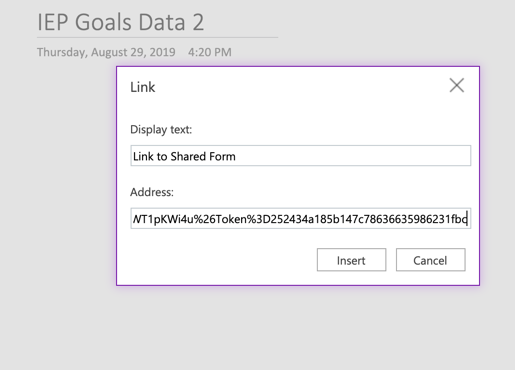 IEP Goals Data 2
Thursday, August 29, 2019 4:20 PM
Link
Display text:
Link to Shared Form
Address:
WT1pKWi4u%26Token%3D252434a185b147c78636635986231fbc
Insert Cancel